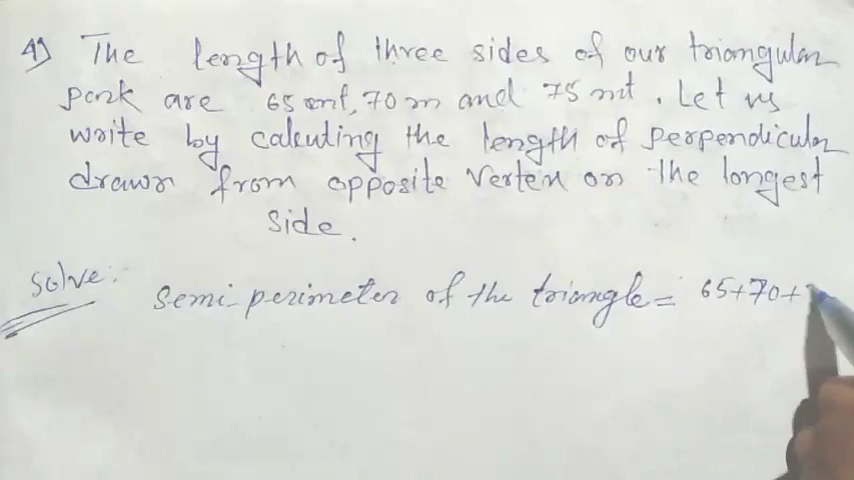 4) The length of three sides of our triangular
park are 65 mt, 70 m and 75 mt. Let us
write by calcuting the length of perpendicular
drawn from opposite vertex on the longest
side.
Solve:
Semi-perimeter of the triangle = 65+70+